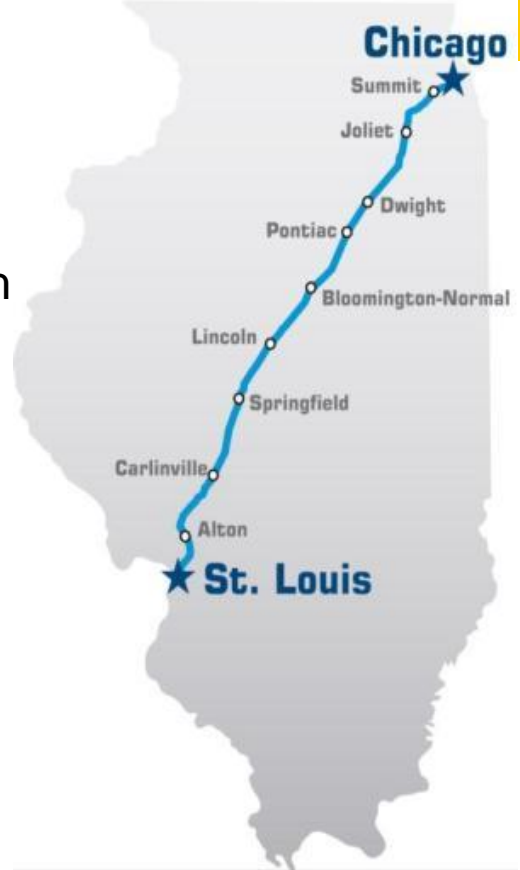 Chicago
Summit
Joliet
Dwight
Pontiac
n
Bloomington-Normal
Lincoln
Springfield
Carlinville
Alton
St. Louis